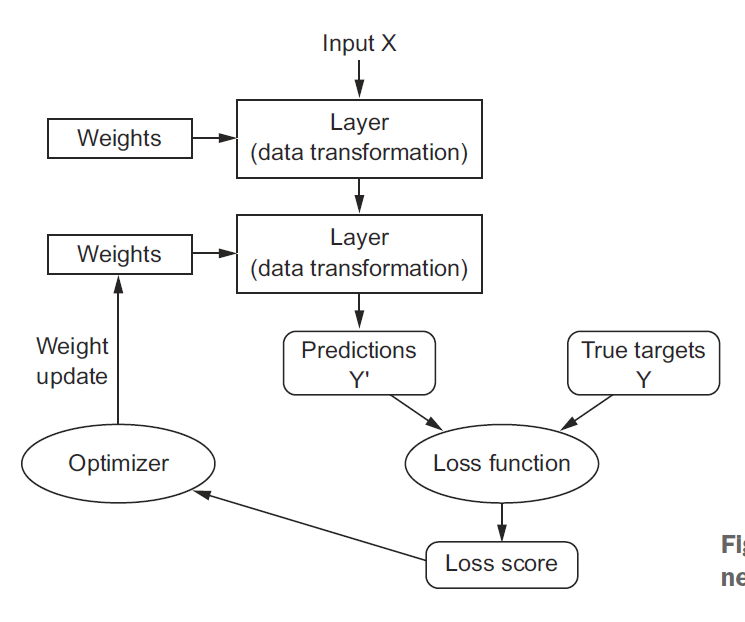 Input X
Weights
Layer
(data transformation)
Weights
Layer
(data transformation)
Weight
update
Predictions
Y'
True targets
Y
Optimizer
Loss function
Loss score